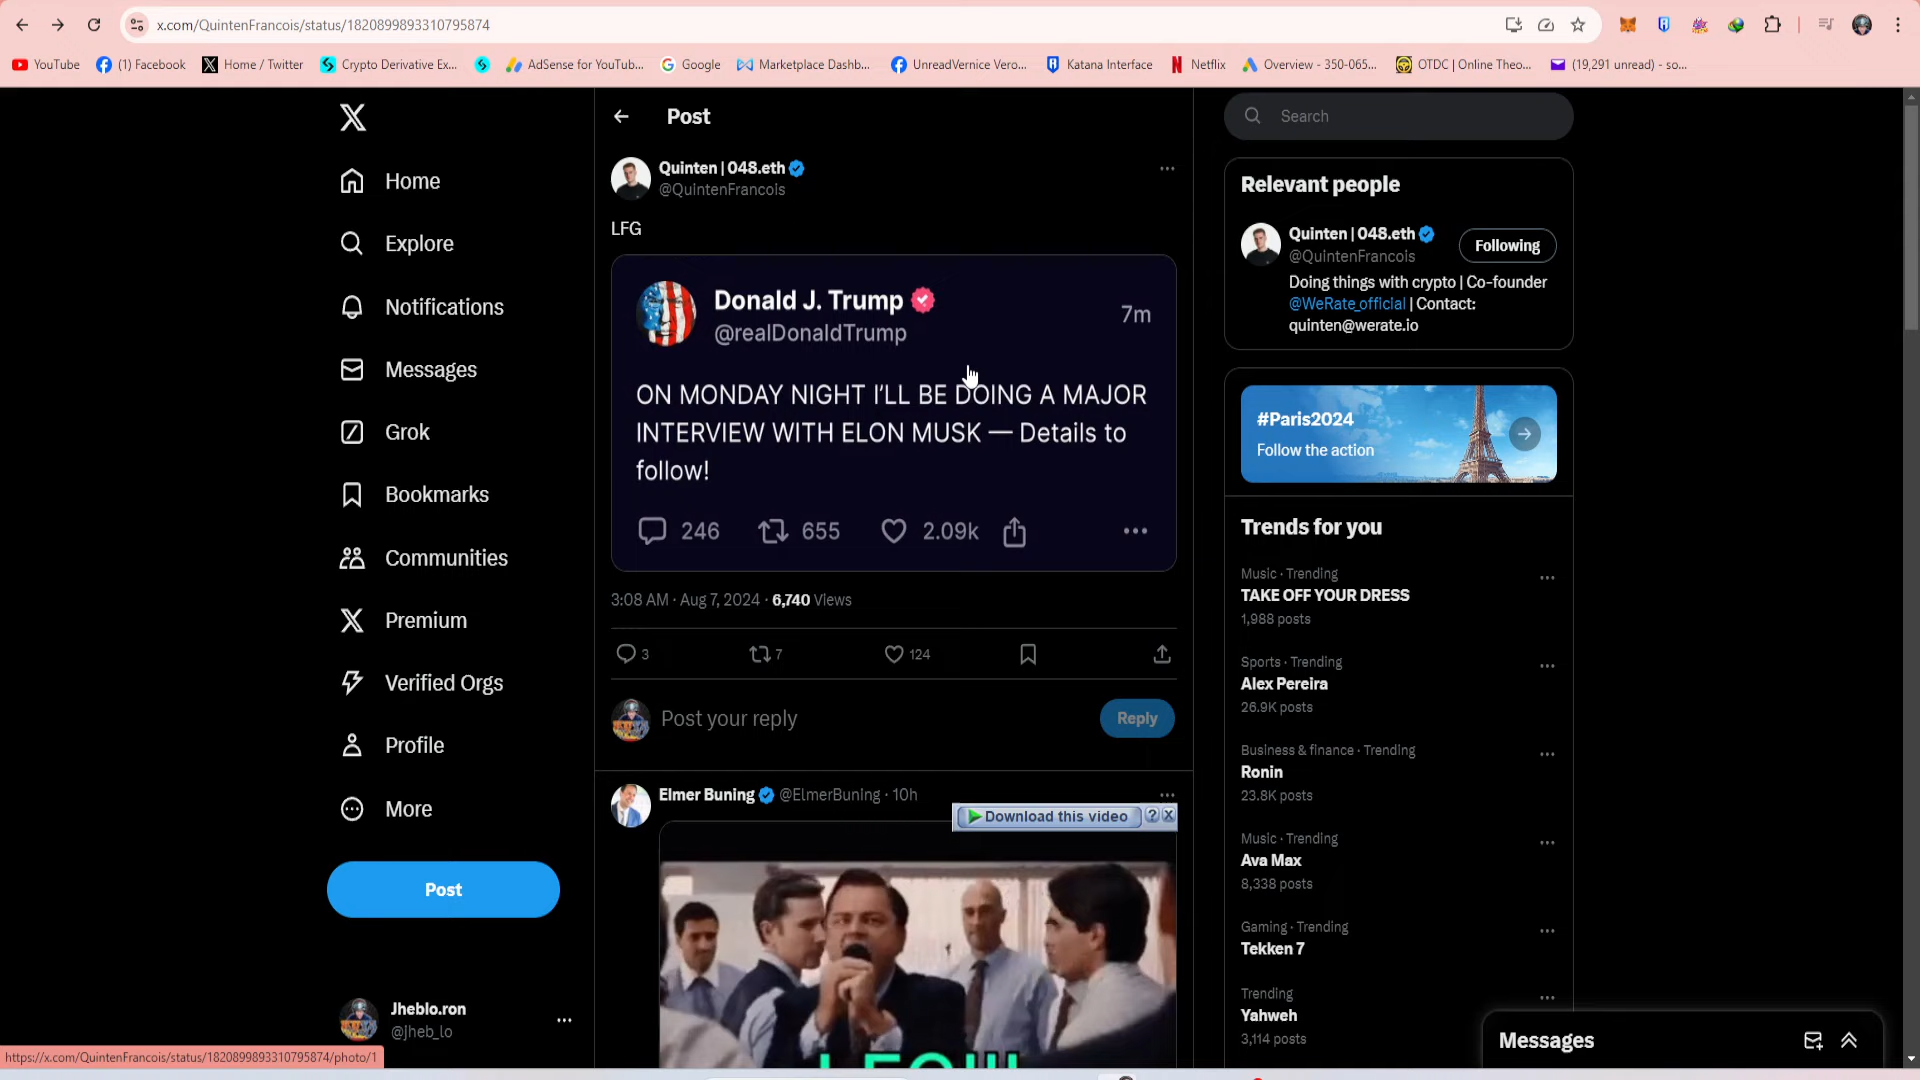 x.com/QuintenFrancois/status/1820899893310795874
YouTube
(1) Facebook
Home / Twitter
Crypto Derivative Ex...
AdSense for YouTub...
Google
Marketplace Dashb...
UnreadVernice Vero...
Katana Interface
Netflix
Overview - 350-065...
OTDC | Online Theo...
(19,291 unread) - so...
Home
Explore
Notifications
Messages
Grok
Bookmarks
Communities
Premium
Verified Orgs
Profile
More
Post
Jheblo.ron
@jheb_lo
https://x.com/QuintenFrancois/status/1820899893310795874/photo/1
Post
Quinten | 048.eth
@QuintenFrancois
LFG
Donald J. Trump
@realDonaldTrump
7m
ON MONDAY NIGHT I’LL BE DOING A MAJOR
INTERVIEW WITH ELON MUSK — Details to
follow!
246 655 2.09k
3:08 AM · Aug 7, 2024 · 6,740 Views
3 7 124
Post your reply
Reply
Elmer Buning @ElmerBuning · 10h
Download this video
LFG!!!
Search
Relevant people
Quinten | 048.eth
@QuintenFrancois
Following
Doing things with crypto | Co-founder
@WeRate_official | Contact:
quinten@werate.io
#Paris2024
Follow the action
Trends for you
Music · Trending
TAKE OFF YOUR DRESS
1,988 posts
Sports · Trending
Alex Pereira
26.9K posts
Business & finance · Trending
Ronin
23.8K posts
Music · Trending
Ava Max
8,338 posts
Gaming · Trending
Tekken 7
Trending
Yahweh
3,114 posts
Messages